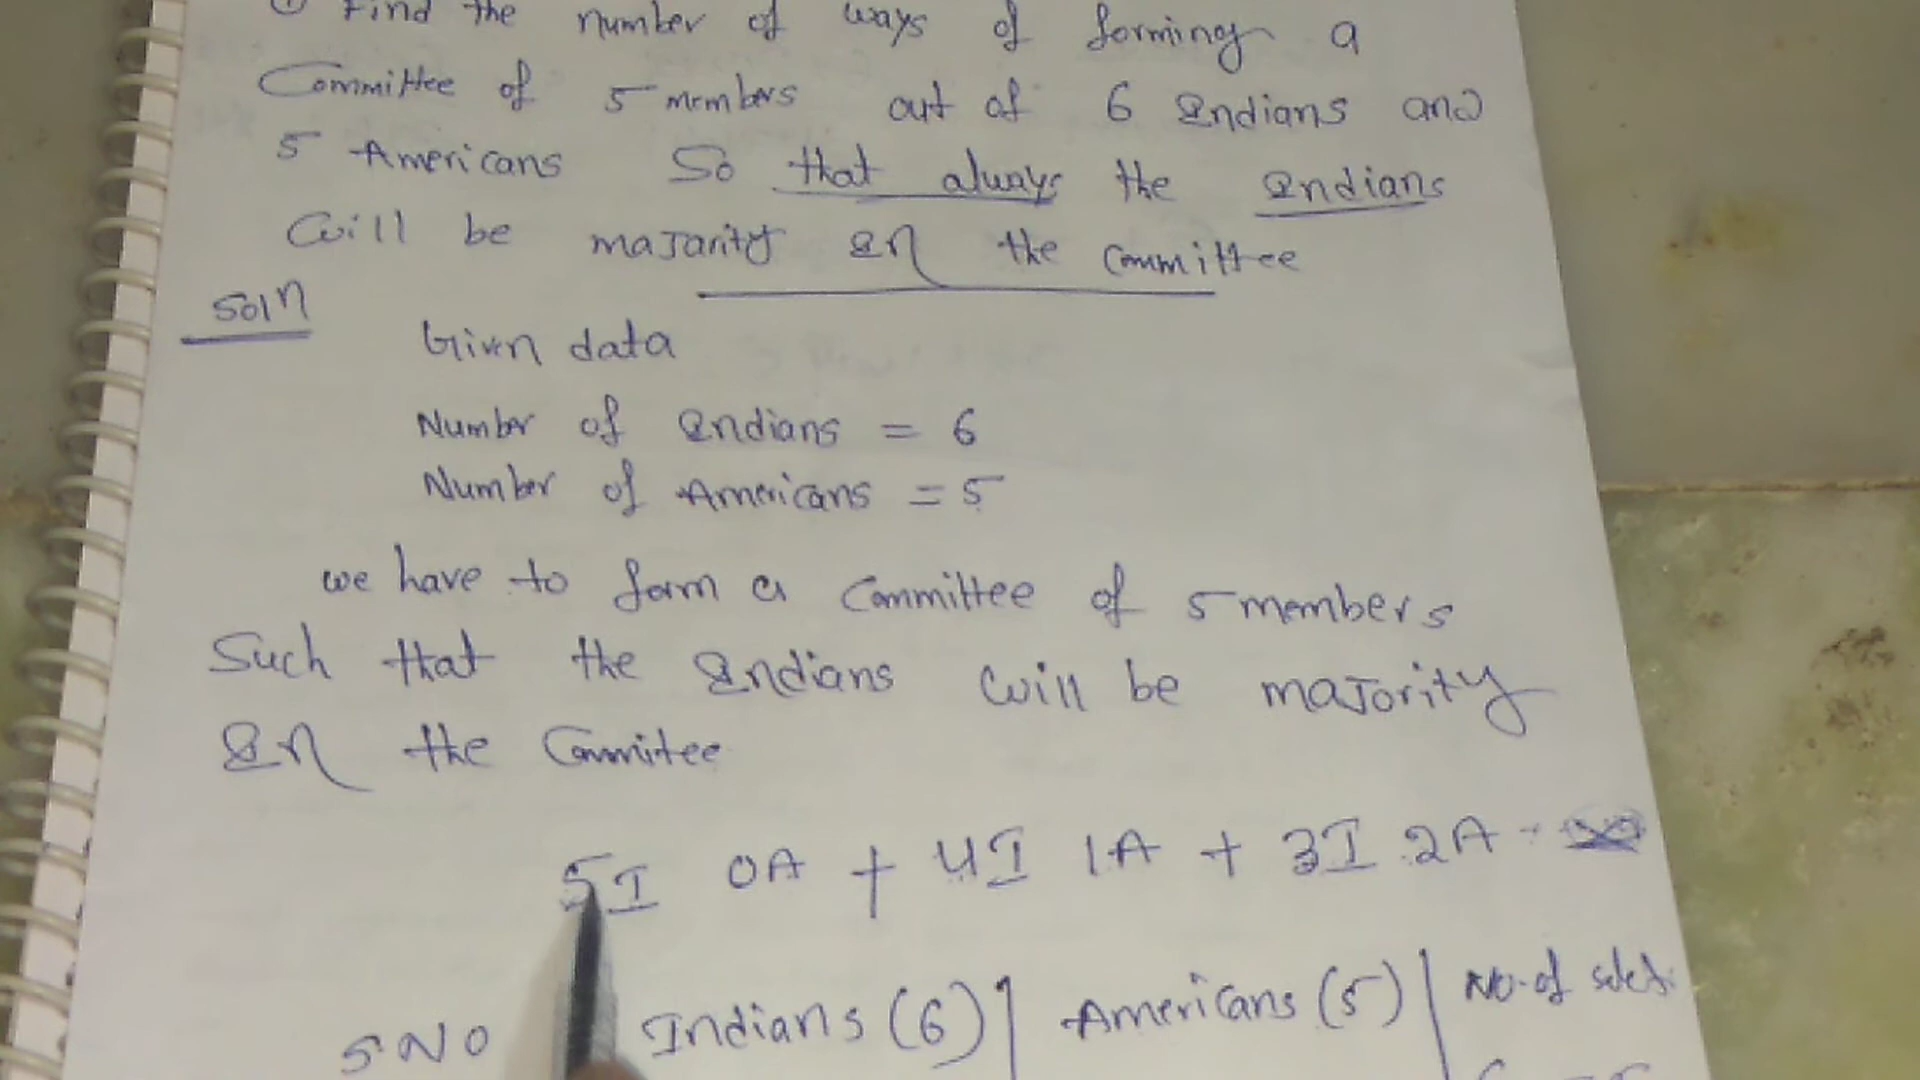 ① Find the number of ways of forming a
Committee of 5 members out of 6 Indians and
5 Americans So that always the Indians
will be majarity In the committee
Soln
Given data
Number of Indians = 6
Number of Americans = 5
we have to form a Committee of 5 members
Such that the Indians will be majority
In the Commitee
5I 0A + 4I 1A + 3I 2A
SNO Indians (6) | Americans (5) | No. of